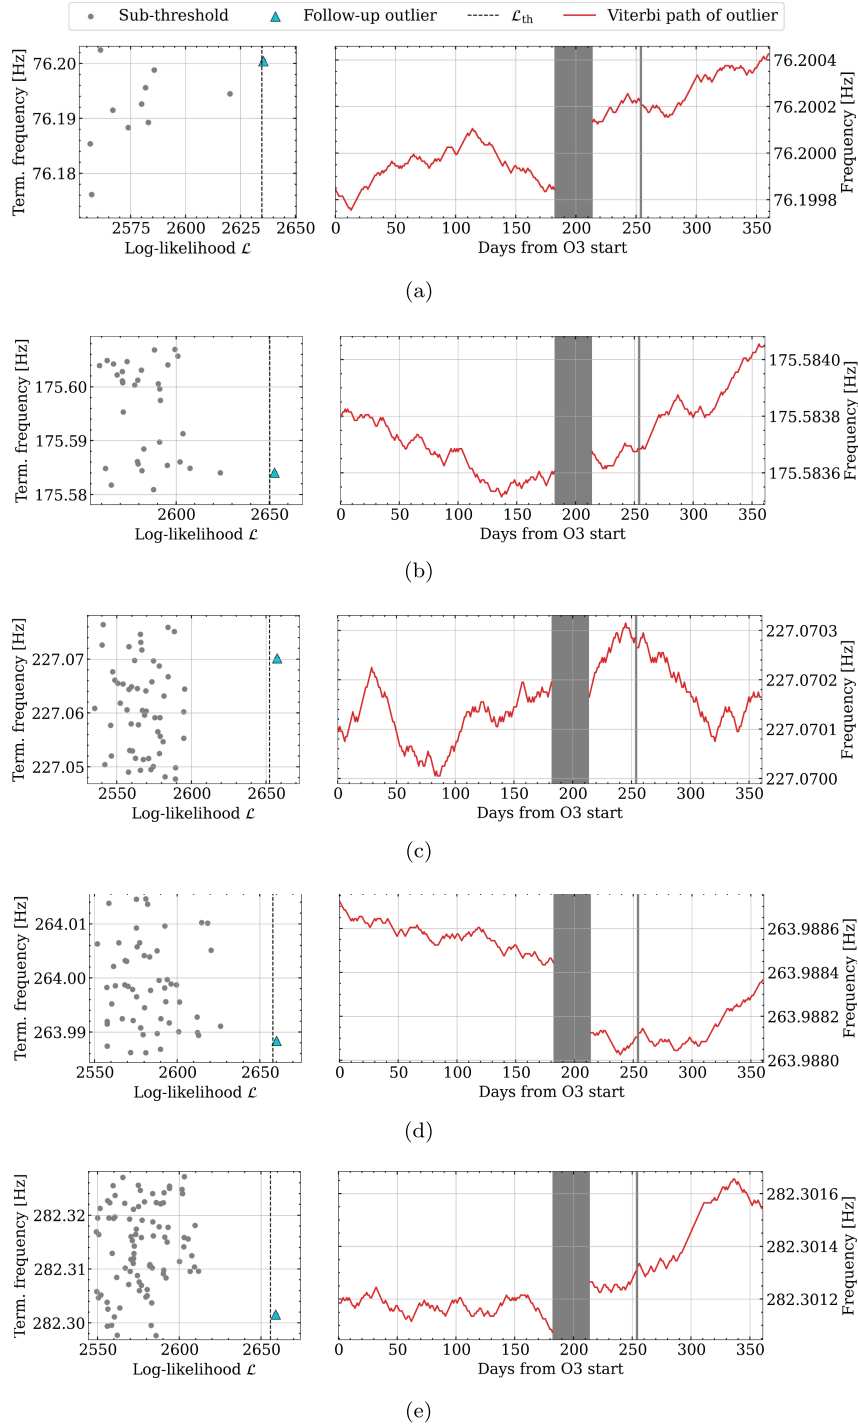 Sub-threshold Follow-up outlier ℒth Viterbi path of outlier
Term. frequency [Hz]
76.20
76.19
76.18
2575 2600 2625 2650
Log-likelihood ℒ
76.2004
76.2002
76.2000
76.1998
Frequency [Hz]
0 50 100 150 200 250 300 350
Days from O3 start
(a)
Term. frequency [Hz]
175.60
175.59
175.58
2600 2650
Log-likelihood ℒ
175.5840
175.5838
175.5836
Frequency [Hz]
0 50 100 150 200 250 300 350
Days from O3 start
(b)
Term. frequency [Hz]
227.07
227.06
227.05
2550 2600 2650
Log-likelihood ℒ
227.0703
227.0702
227.0701
227.0700
Frequency [Hz]
0 50 100 150 200 250 300 350
Days from O3 start
(c)
Term. frequency [Hz]
264.01
264.00
263.99
2550 2600 2650
Log-likelihood ℒ
263.9886
263.9884
263.9882
263.9880
Frequency [Hz]
0 50 100 150 200 250 300 350
Days from O3 start
(d)
Term. frequency [Hz]
282.32
282.31
282.30
2550 2600 2650
Log-likelihood ℒ
282.3016
282.3014
282.3012
Frequency [Hz]
0 50 100 150 200 250 300 350
Days from O3 start
(e)